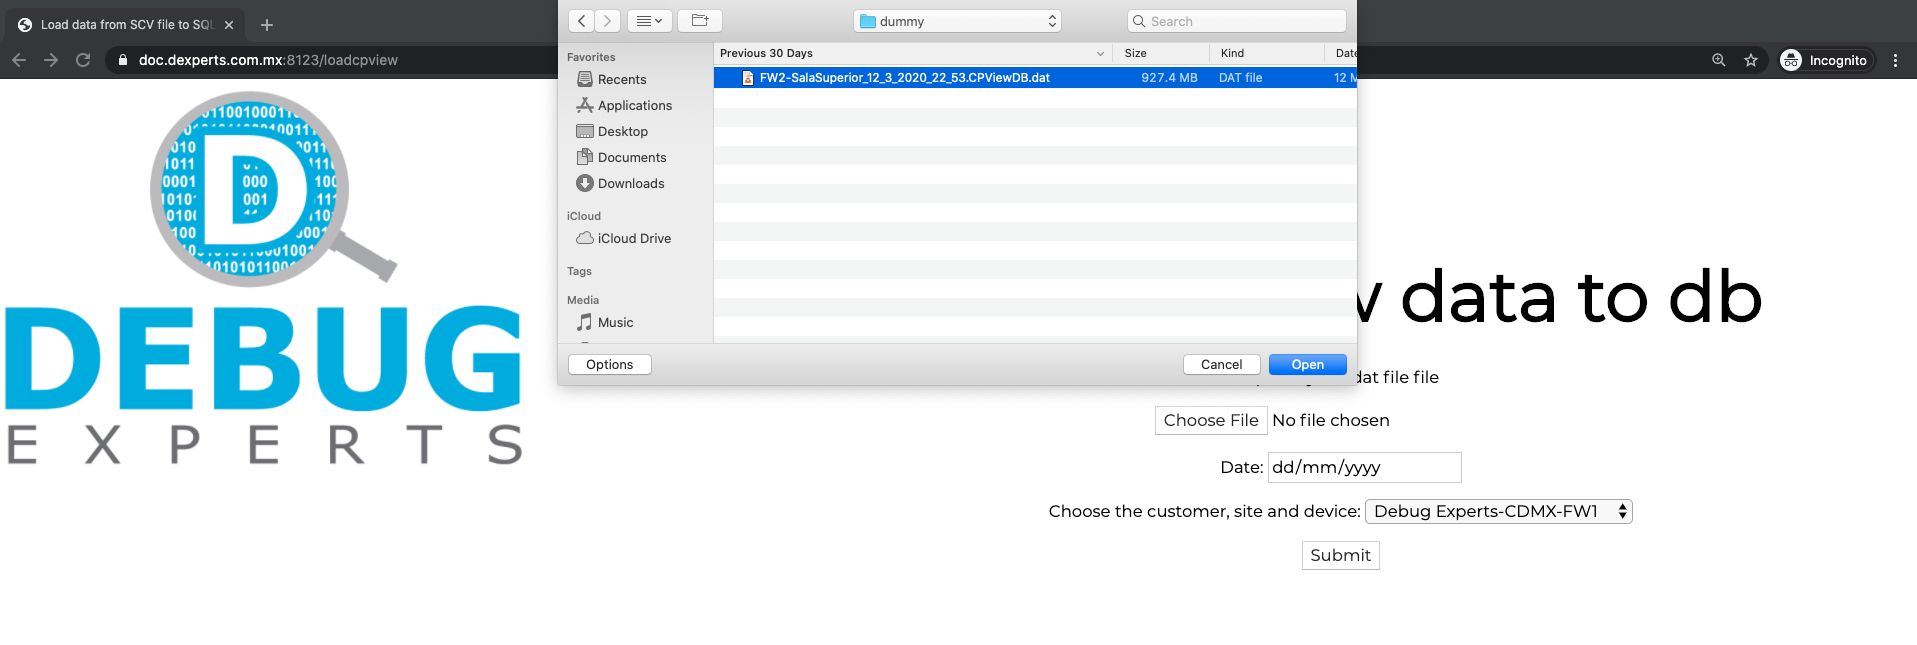 Load data from SCV file to SQL
doc.dexperts.com.mx:8123/loadcpview
Incognito
dummy
Search
Favorites
Recents
Applications
Desktop
Documents
Downloads
iCloud
iCloud Drive
Tags
Media
Music
Previous 30 Days Size Kind Date
FW2-SalaSuperior_12_3_2020_22_53.CPViewDB.dat 927.4 MB DAT file 12 M
Options Cancel Open
D
DEBUG
EXPERTS
data to db
dat file file
Choose File No file chosen
Date: dd/mm/yyyy
Choose the customer, site and device: Debug Experts-CDMX-FW1
Submit